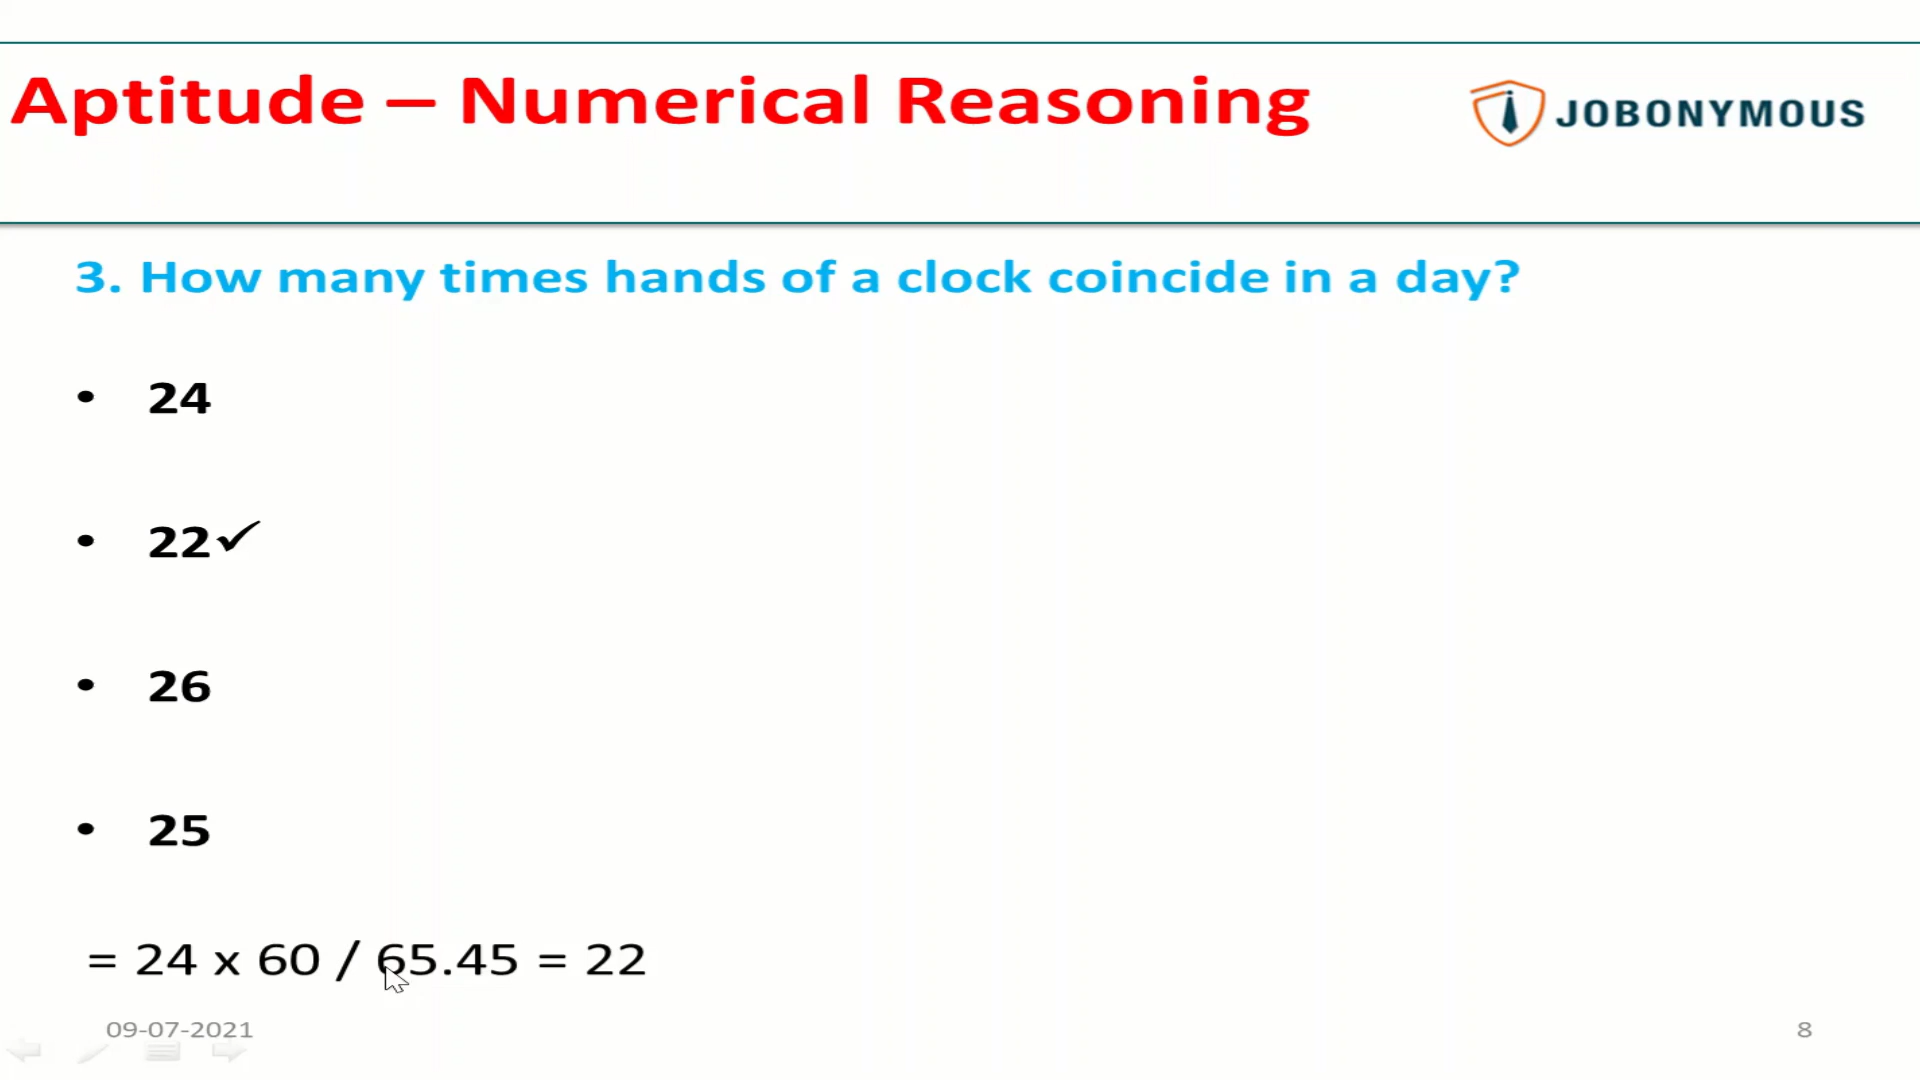 Aptitude – Numerical Reasoning
JOBONYMOUS
3. How many times hands of a clock coincide in a day?
• 24
• 22✓
• 26
• 25
= 24 x 60 / 65.45 = 22
09-07-2021
8